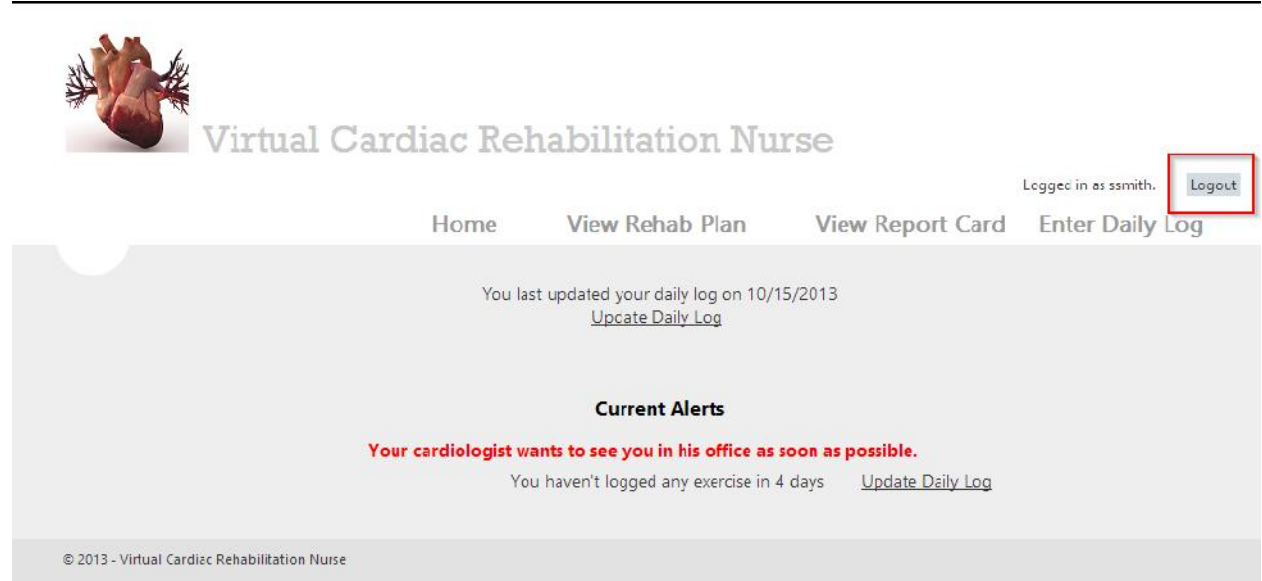 Virtual Cardiac Rehabilitation Nurse
Logged in as ssmith. Logout
Home View Rehab Plan View Report Card Enter Daily Log
You last updated your daily log on 10/15/2013
Update Daily Log
Current Alerts
Your cardiologist wants to see you in his office as soon as possible.
You haven't logged any exercise in 4 days Update Daily Log
© 2013 - Virtual Cardiac Rehabilitation Nurse